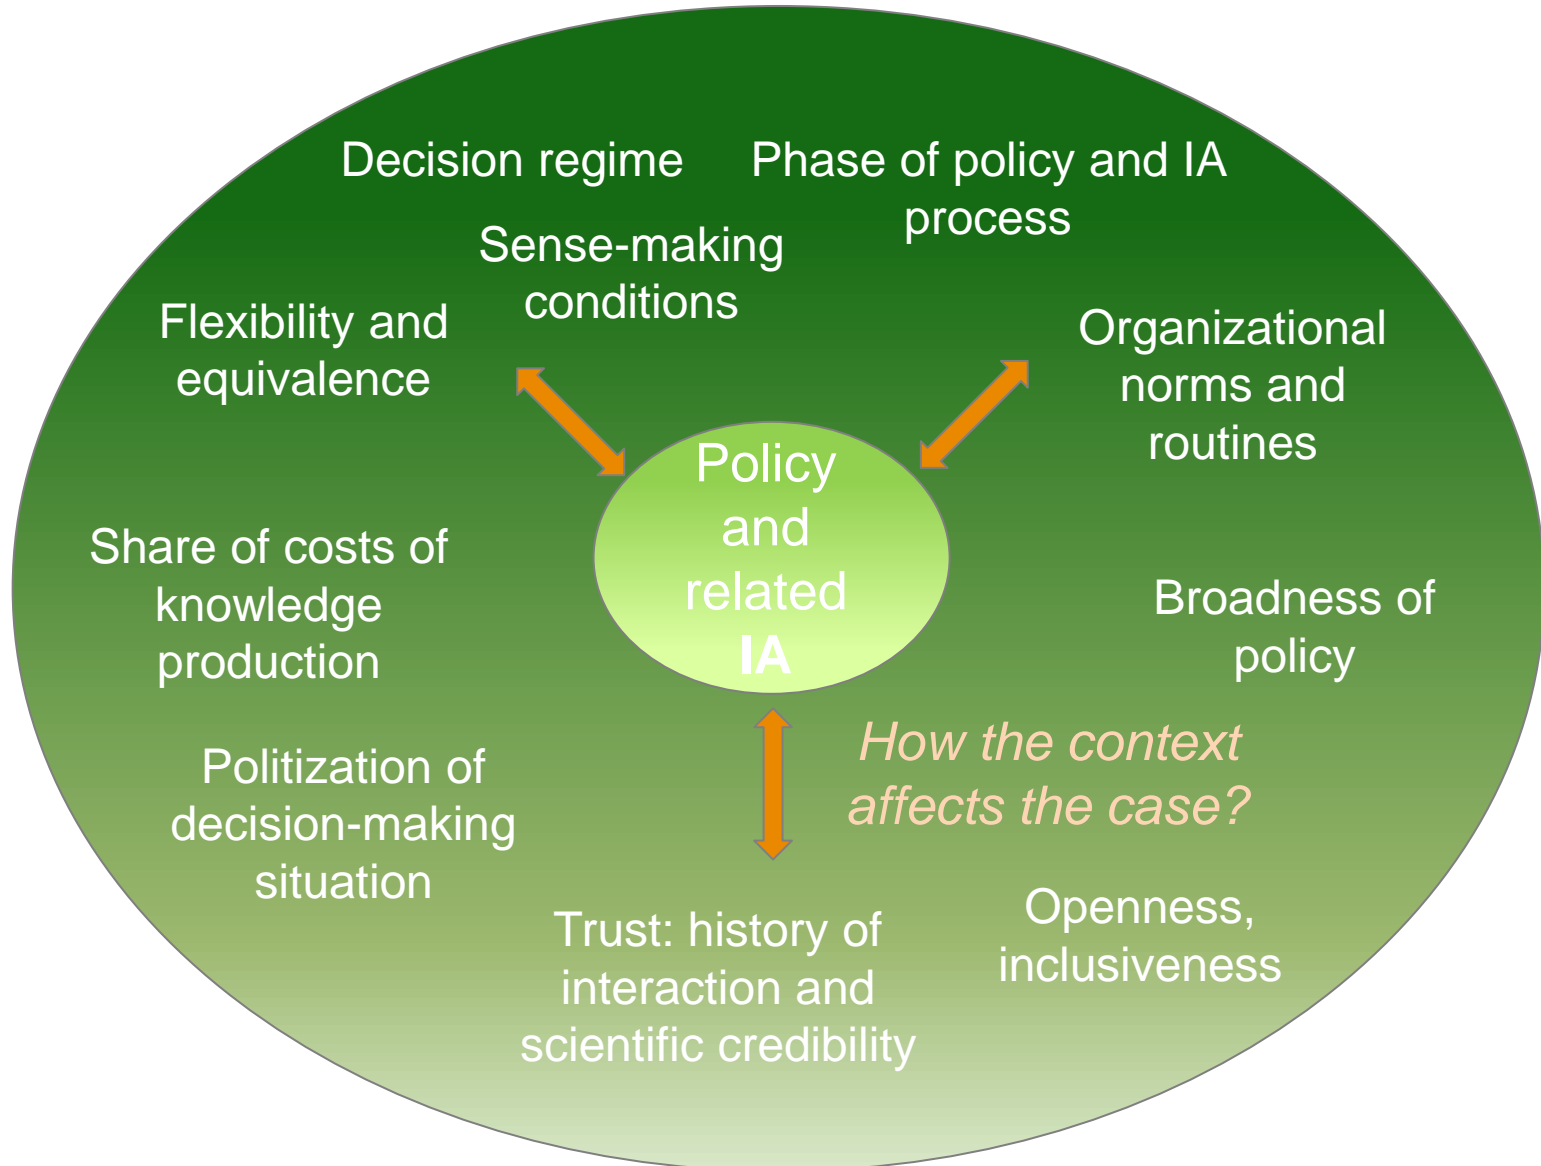 Decision regime
Phase of policy and IA
process
Sense-making
conditions
Flexibility and
equivalence
Organizational
norms and
routines
Policy
and
related
IA
Share of costs of
knowledge
production
Broadness of
policy
How the context
affects the case?
Politization of
decision-making
situation
Trust: history of
interaction and
scientific credibility
Openness,
inclusiveness